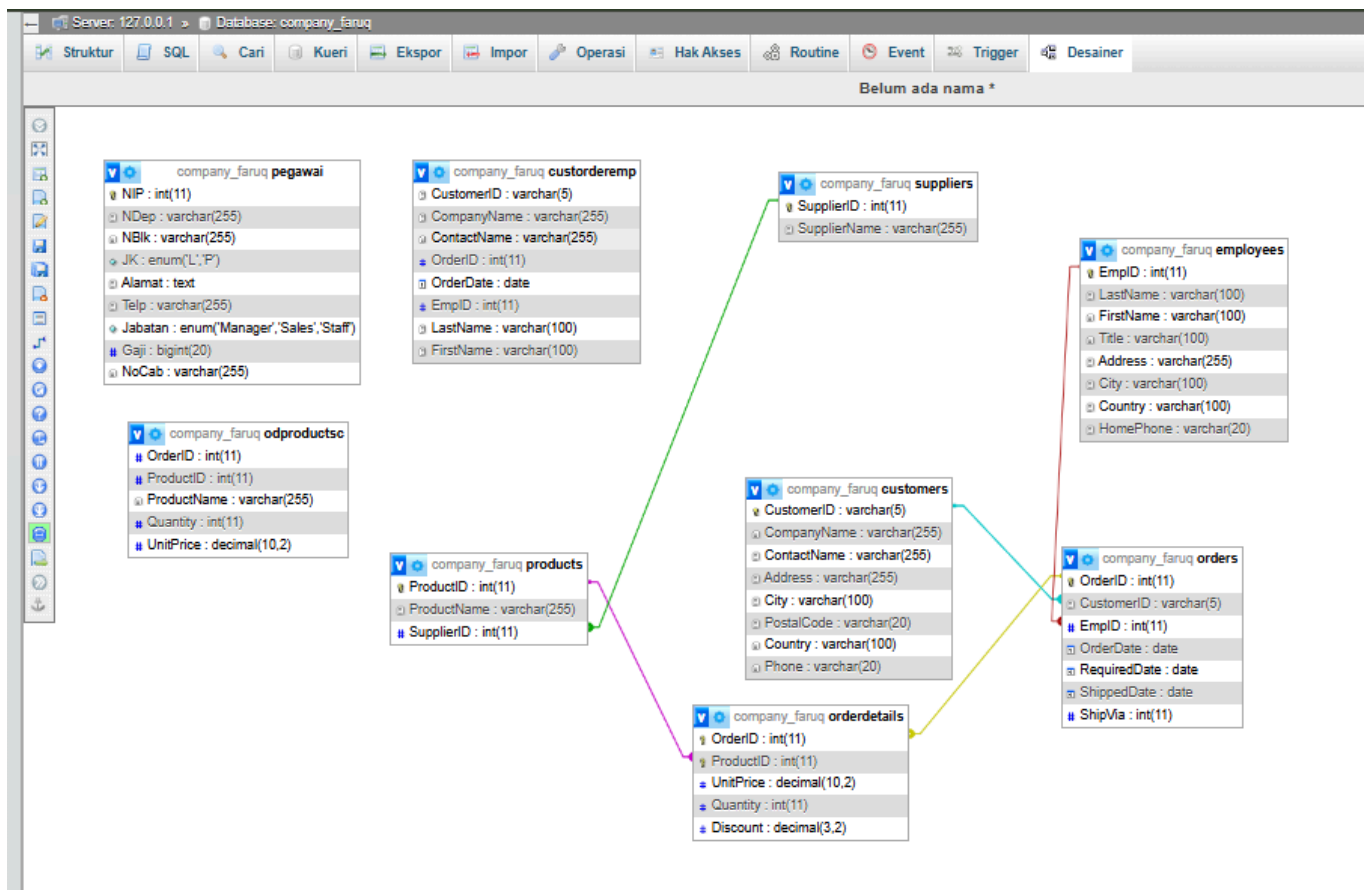 Server: 127.0.0.1 » Database: company_faruq
Struktur SQL Cari Kueri Ekspor Impor Operasi Hak Akses Routine Event Trigger Desainer
Belum ada nama *
company_faruq pegawai
NIP : int(11)
NDep : varchar(255)
NBlk : varchar(255)
JK : enum('L','P')
Alamat : text
Telp : varchar(255)
Jabatan : enum('Manager','Sales','Staff')
Gaji : bigint(20)
NoCab : varchar(255)
company_faruq custorderemp
CustomerID : varchar(5)
CompanyName : varchar(255)
ContactName : varchar(255)
OrderID : int(11)
OrderDate : date
EmpID : int(11)
LastName : varchar(100)
FirstName : varchar(100)
company_faruq suppliers
SupplierID : int(11)
SupplierName : varchar(255)
company_faruq employees
EmpID : int(11)
LastName : varchar(100)
FirstName : varchar(100)
Title : varchar(100)
Address : varchar(255)
City : varchar(100)
Country : varchar(100)
HomePhone : varchar(20)
company_faruq odproductsc
OrderID : int(11)
ProductID : int(11)
ProductName : varchar(255)
Quantity : int(11)
UnitPrice : decimal(10,2)
company_faruq products
ProductID : int(11)
ProductName : varchar(255)
SupplierID : int(11)
company_faruq customers
CustomerID : varchar(5)
CompanyName : varchar(255)
ContactName : varchar(255)
Address : varchar(255)
City : varchar(100)
PostalCode : varchar(20)
Country : varchar(100)
Phone : varchar(20)
company_faruq orders
OrderID : int(11)
CustomerID : varchar(5)
EmpID : int(11)
OrderDate : date
RequiredDate : date
ShippedDate : date
ShipVia : int(11)
company_faruq orderdetails
OrderID : int(11)
ProductID : int(11)
UnitPrice : decimal(10,2)
Quantity : int(11)
Discount : decimal(3,2)